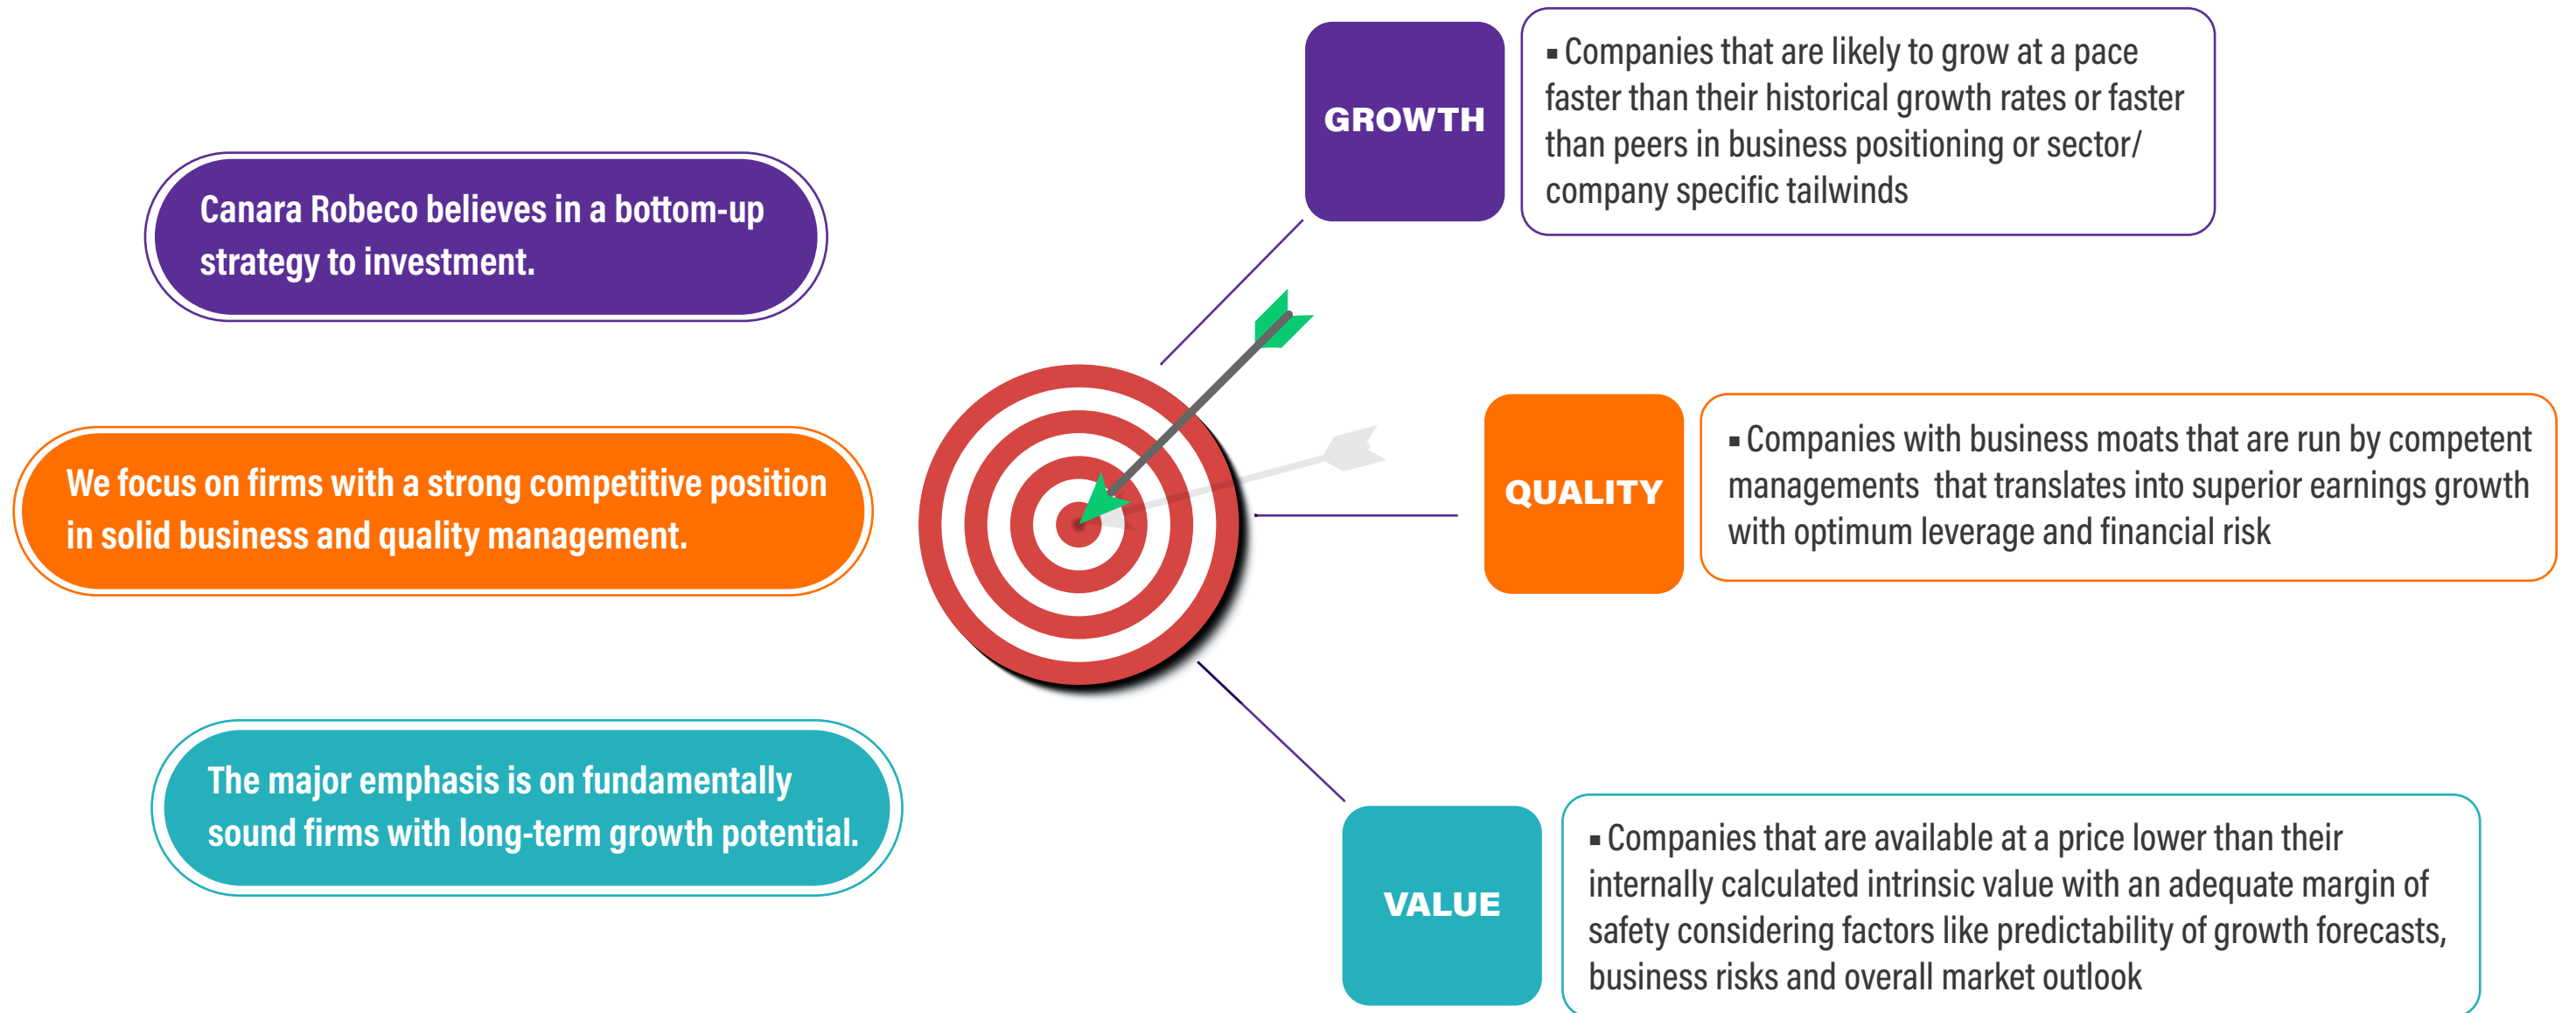 Canara Robeco believes in a bottom-up
strategy to investment.
We focus on firms with a strong competitive position
in solid business and quality management.
The major emphasis is on fundamentally
sound firms with long-term growth potential.
GROWTH
▪ Companies that are likely to grow at a pace
faster than their historical growth rates or faster
than peers in business positioning or sector/
company specific tailwinds
QUALITY
▪ Companies with business moats that are run by competent
managements that translates into superior earnings growth
with optimum leverage and financial risk
VALUE
▪ Companies that are available at a price lower than their
internally calculated intrinsic value with an adequate margin of
safety considering factors like predictability of growth forecasts,
business risks and overall market outlook